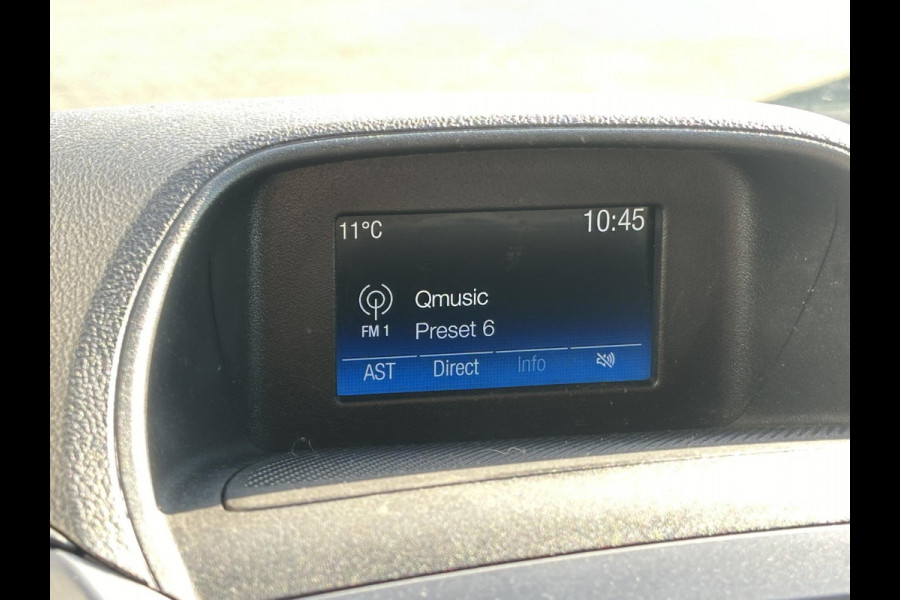 11°C 10:45
Qmusic
FM 1 Preset 6
AST Direct Info